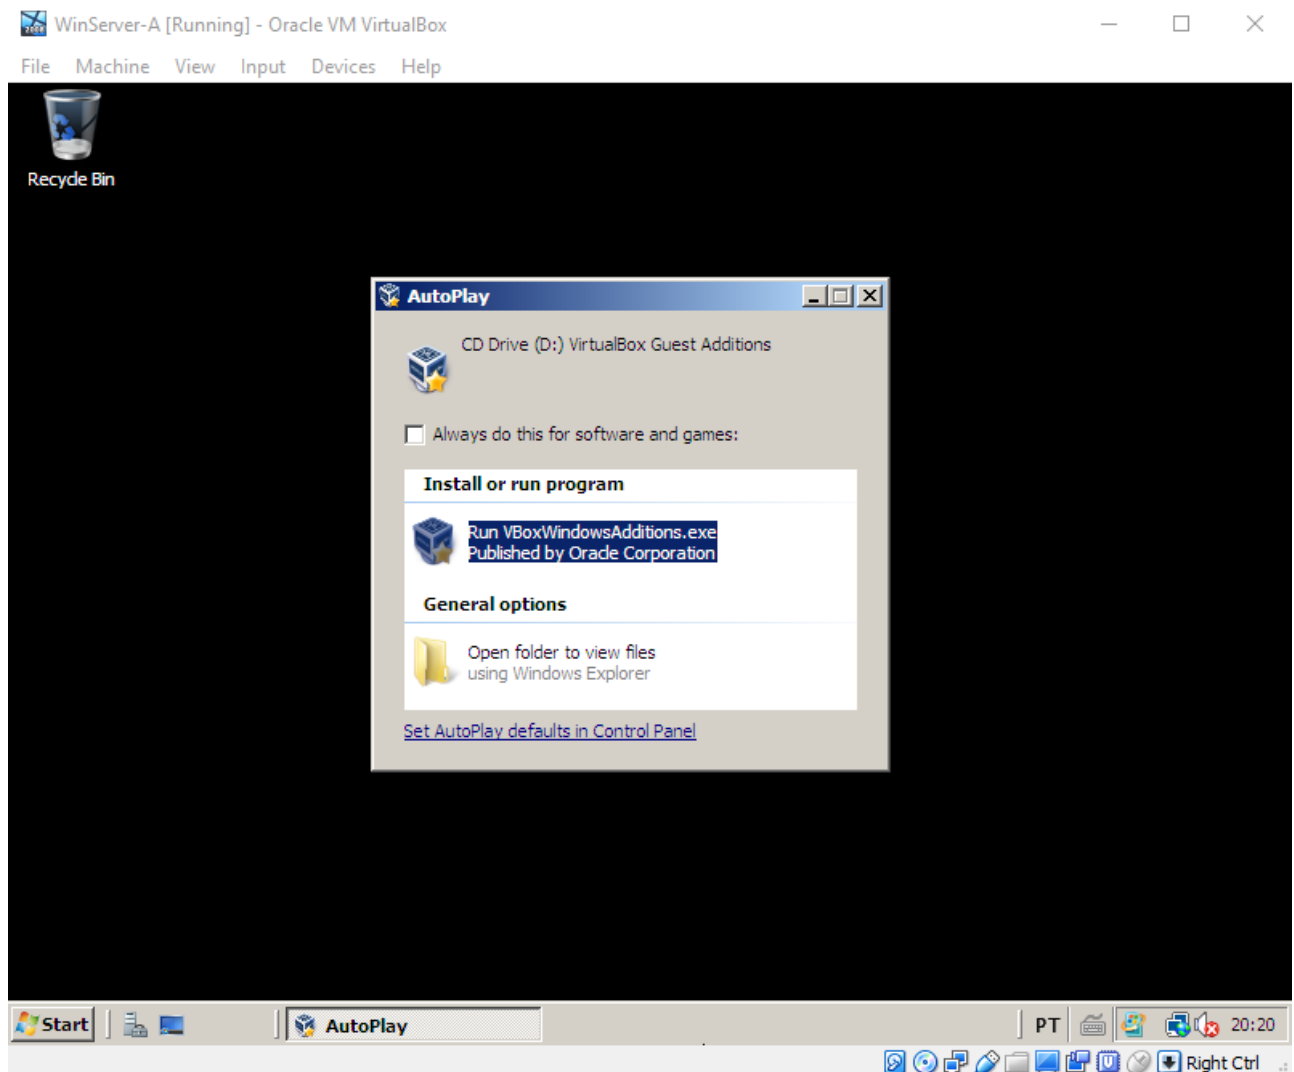 WinServer-A [Running] - Oracle VM VirtualBox
File Machine View Input Devices Help
Recycle Bin
AutoPlay
CD Drive (D:) VirtualBox Guest Additions
Always do this for software and games:
Install or run program
Run VBoxWindowsAdditions.exe
Published by Oracle Corporation
General options
Open folder to view files
using Windows Explorer
Set AutoPlay defaults in Control Panel
Start AutoPlay PT 20:20
Right Ctrl